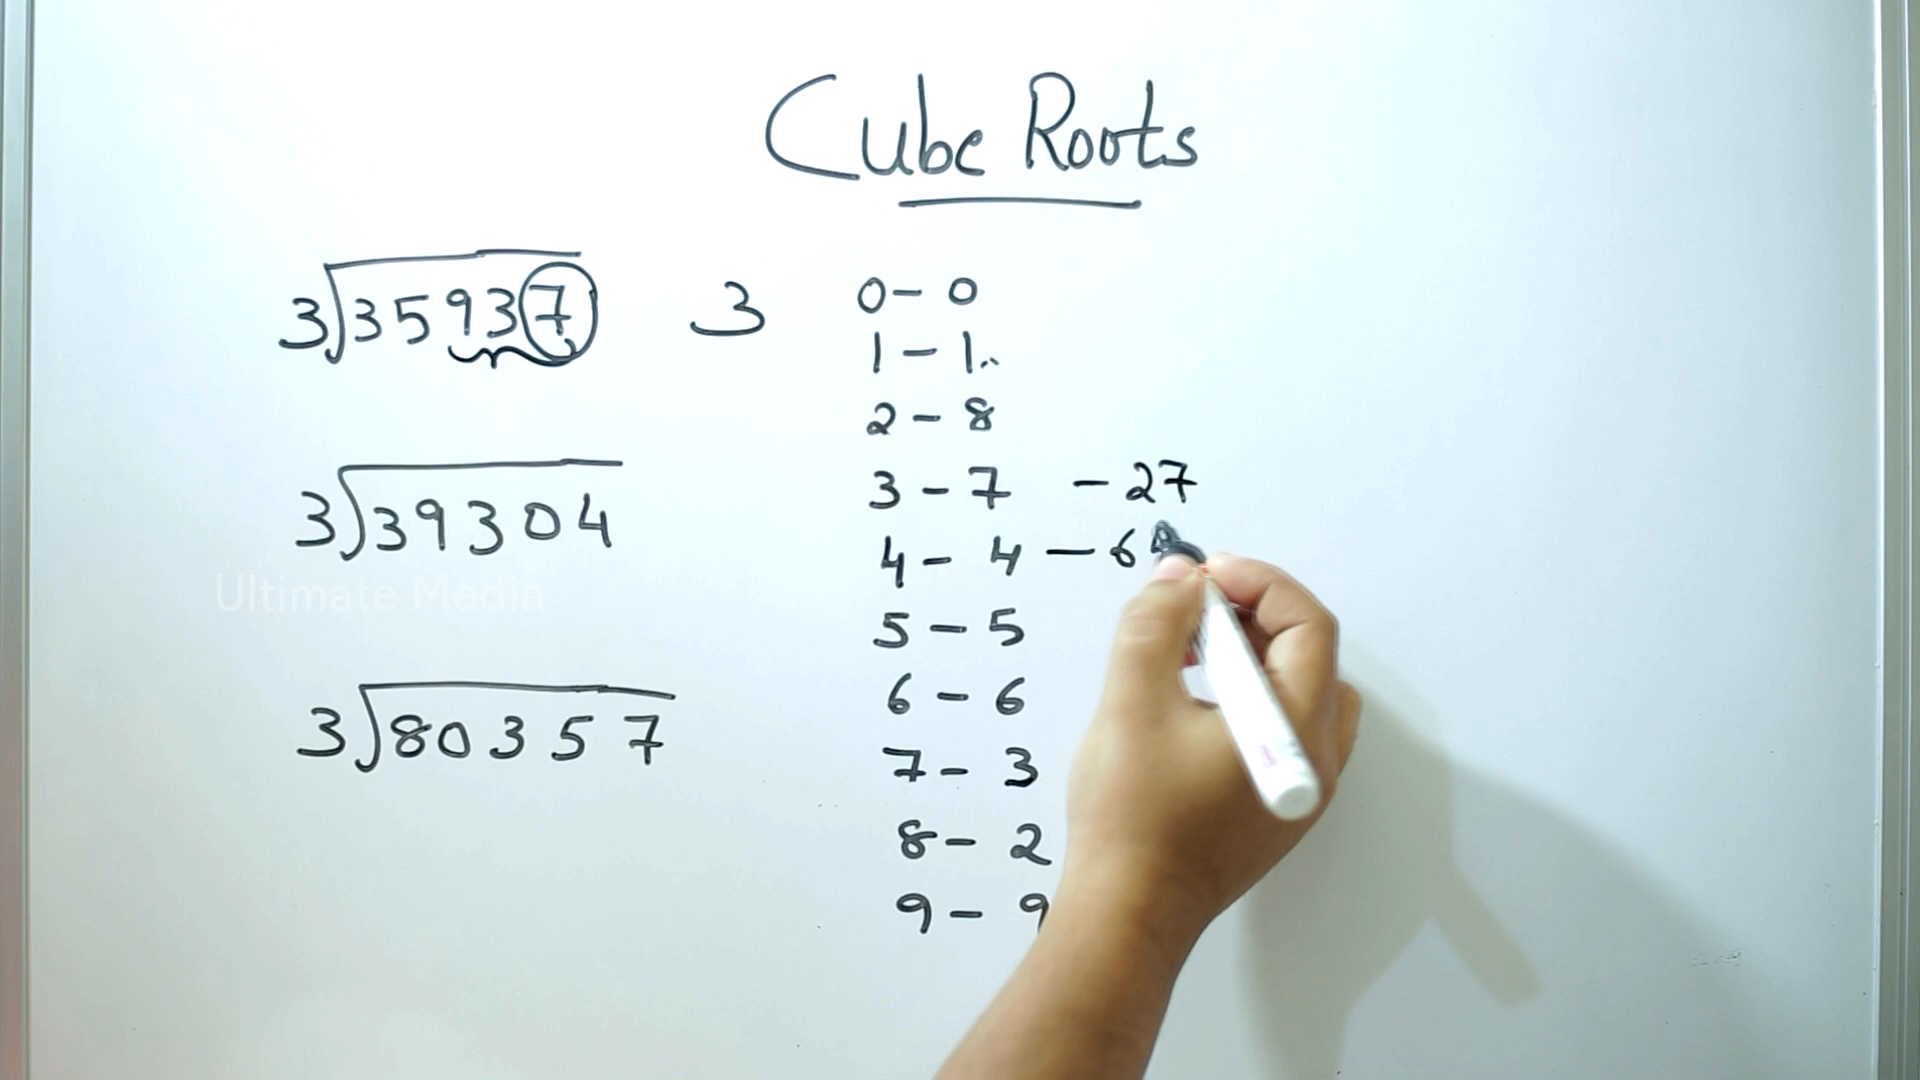 Cube Roots
3√35937 3
3√39304
3√80357
0 - 0
1 - 1
2 - 8
3 - 7 - 27
4 - 4 - 6
5 - 5
6 - 6
7 - 3
8 - 2
9 - 9
Ultimate Media